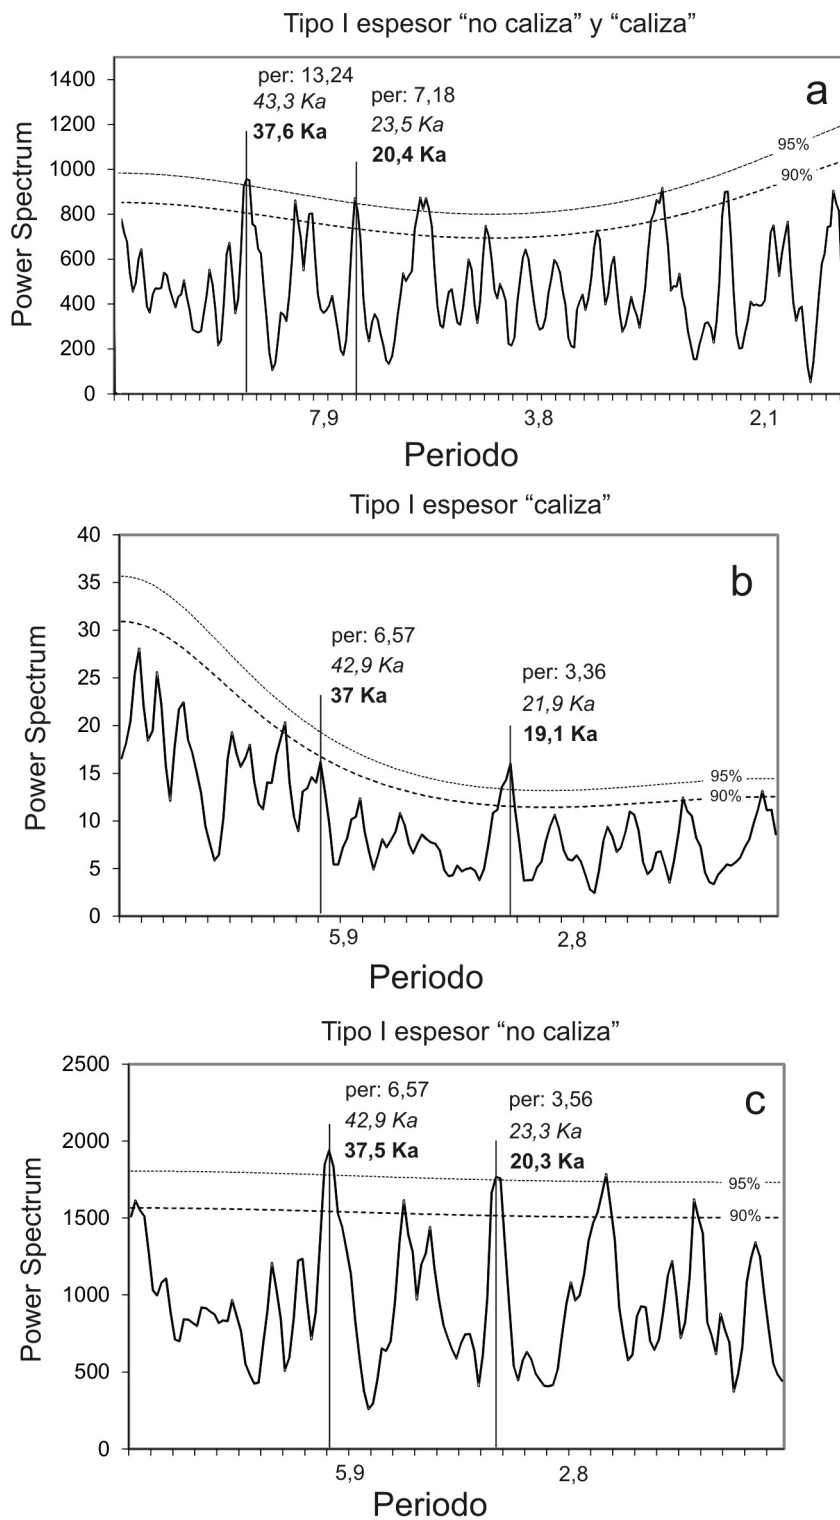 Tipo I espesor “no caliza” y “caliza”
a
per: 13,24
43,3 Ka
37,6 Ka
per: 7,18
23,5 Ka
20,4 Ka
95%
90%
Power Spectrum
1400
1200
1000
800
600
400
200
0
7,9 3,8 2,1
Periodo
Tipo I espesor “caliza”
b
per: 6,57
42,9 Ka
37 Ka
per: 3,36
21,9 Ka
19,1 Ka
95%
90%
Power Spectrum
40
35
30
25
20
15
10
5
0
5,9 2,8
Periodo
Tipo I espesor “no caliza”
c
per: 6,57
42,9 Ka
37,5 Ka
per: 3,56
23,3 Ka
20,3 Ka
95%
90%
Power Spectrum
2500
2000
1500
1000
500
0
5,9 2,8
Periodo